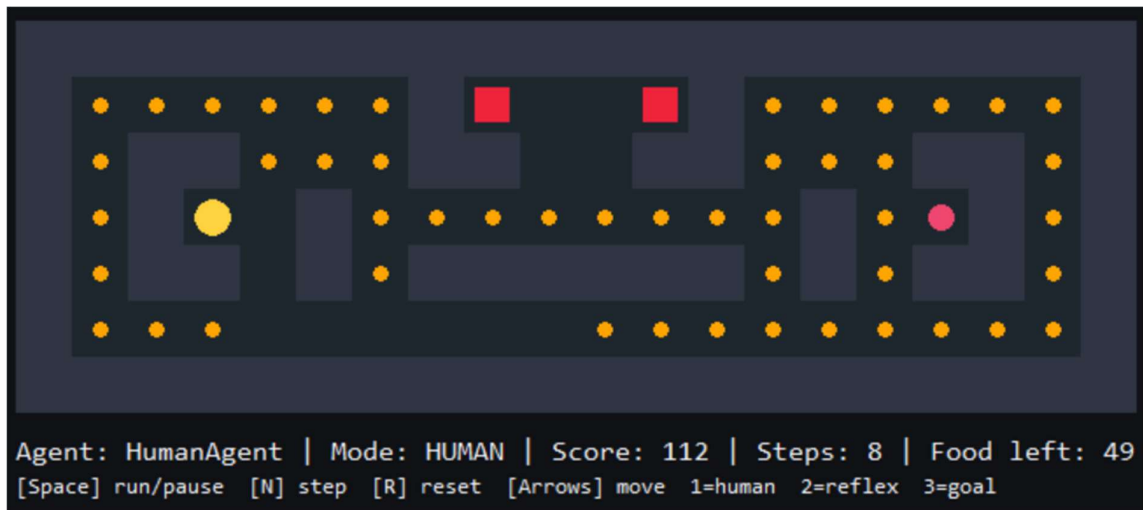 Agent: HumanAgent | Mode: HUMAN | Score: 112 | Steps: 8 | Food left: 49
[Space] run/pause  [N] step  [R] reset  [Arrows] move  1=human  2=reflex  3=goal